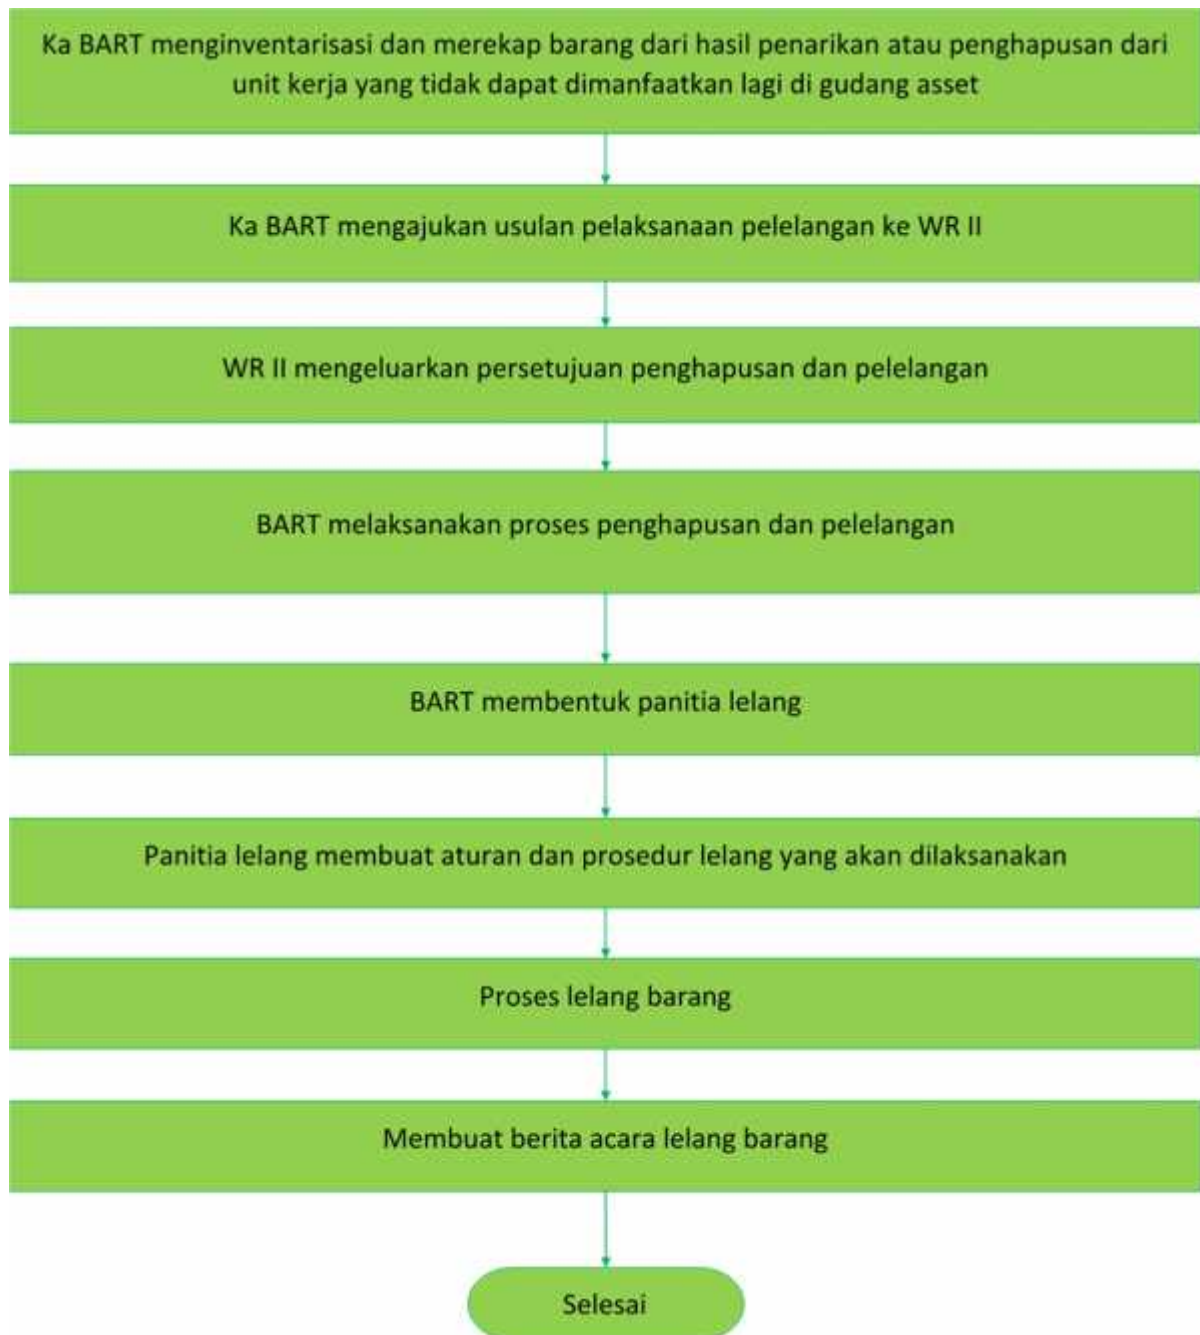 Ka BART menginventarisasi dan merekap barang dari hasil penarikan atau penghapusan dari
unit kerja yang tidak dapat dimanfaatkan lagi di gudang asset
Ka BART mengajukan usulan pelaksanaan pelelangan ke WR II
WR II mengeluarkan persetujuan penghapusan dan pelelangan
BART melaksanakan proses penghapusan dan pelelangan
BART membentuk panitia lelang
Panitia lelang membuat aturan dan prosedur lelang yang akan dilaksanakan
Proses lelang barang
Membuat berita acara lelang barang
Selesai